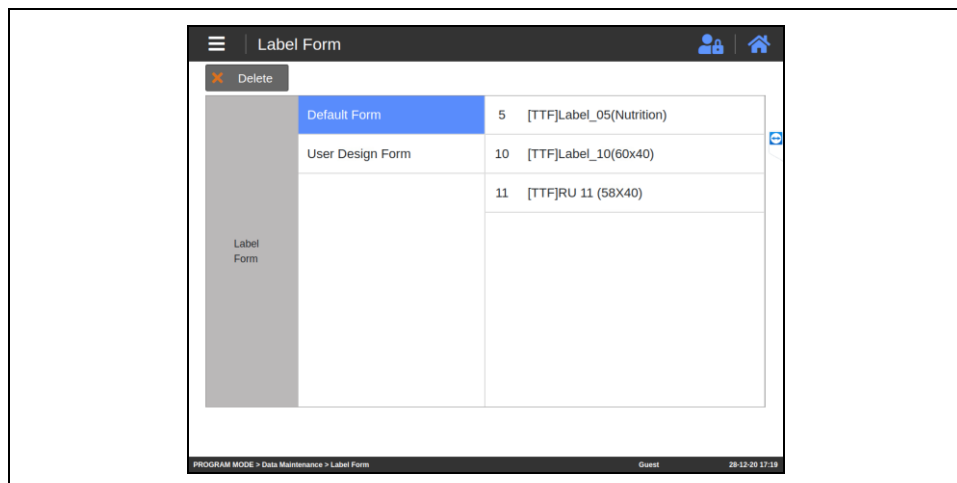 Label Form
Delete
Label
Form
Default Form
User Design Form
5 [TTF]Label_05(Nutrition)
10 [TTF]Label_10(60x40)
11 [TTF]RU 11 (58X40)
PROGRAM MODE > Data Maintenance > Label Form Guest 28-12-20 17:19